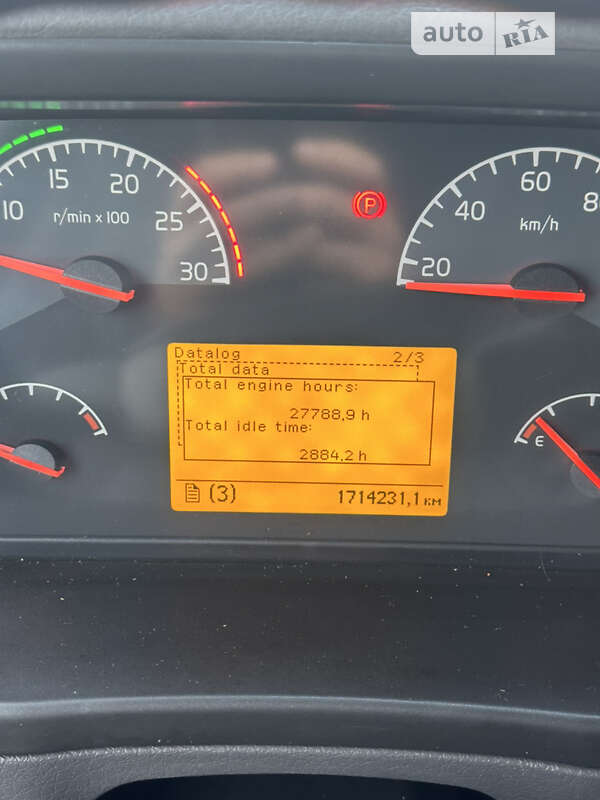 auto RIA
10 15 20 25 30
r/min x 100
P
20 40 60 80
km/h
Datalog 2/3
Total data
Total engine hours:
27788,9 h
Total idle time:
2884,2 h
(3) 1714231,1 км
E